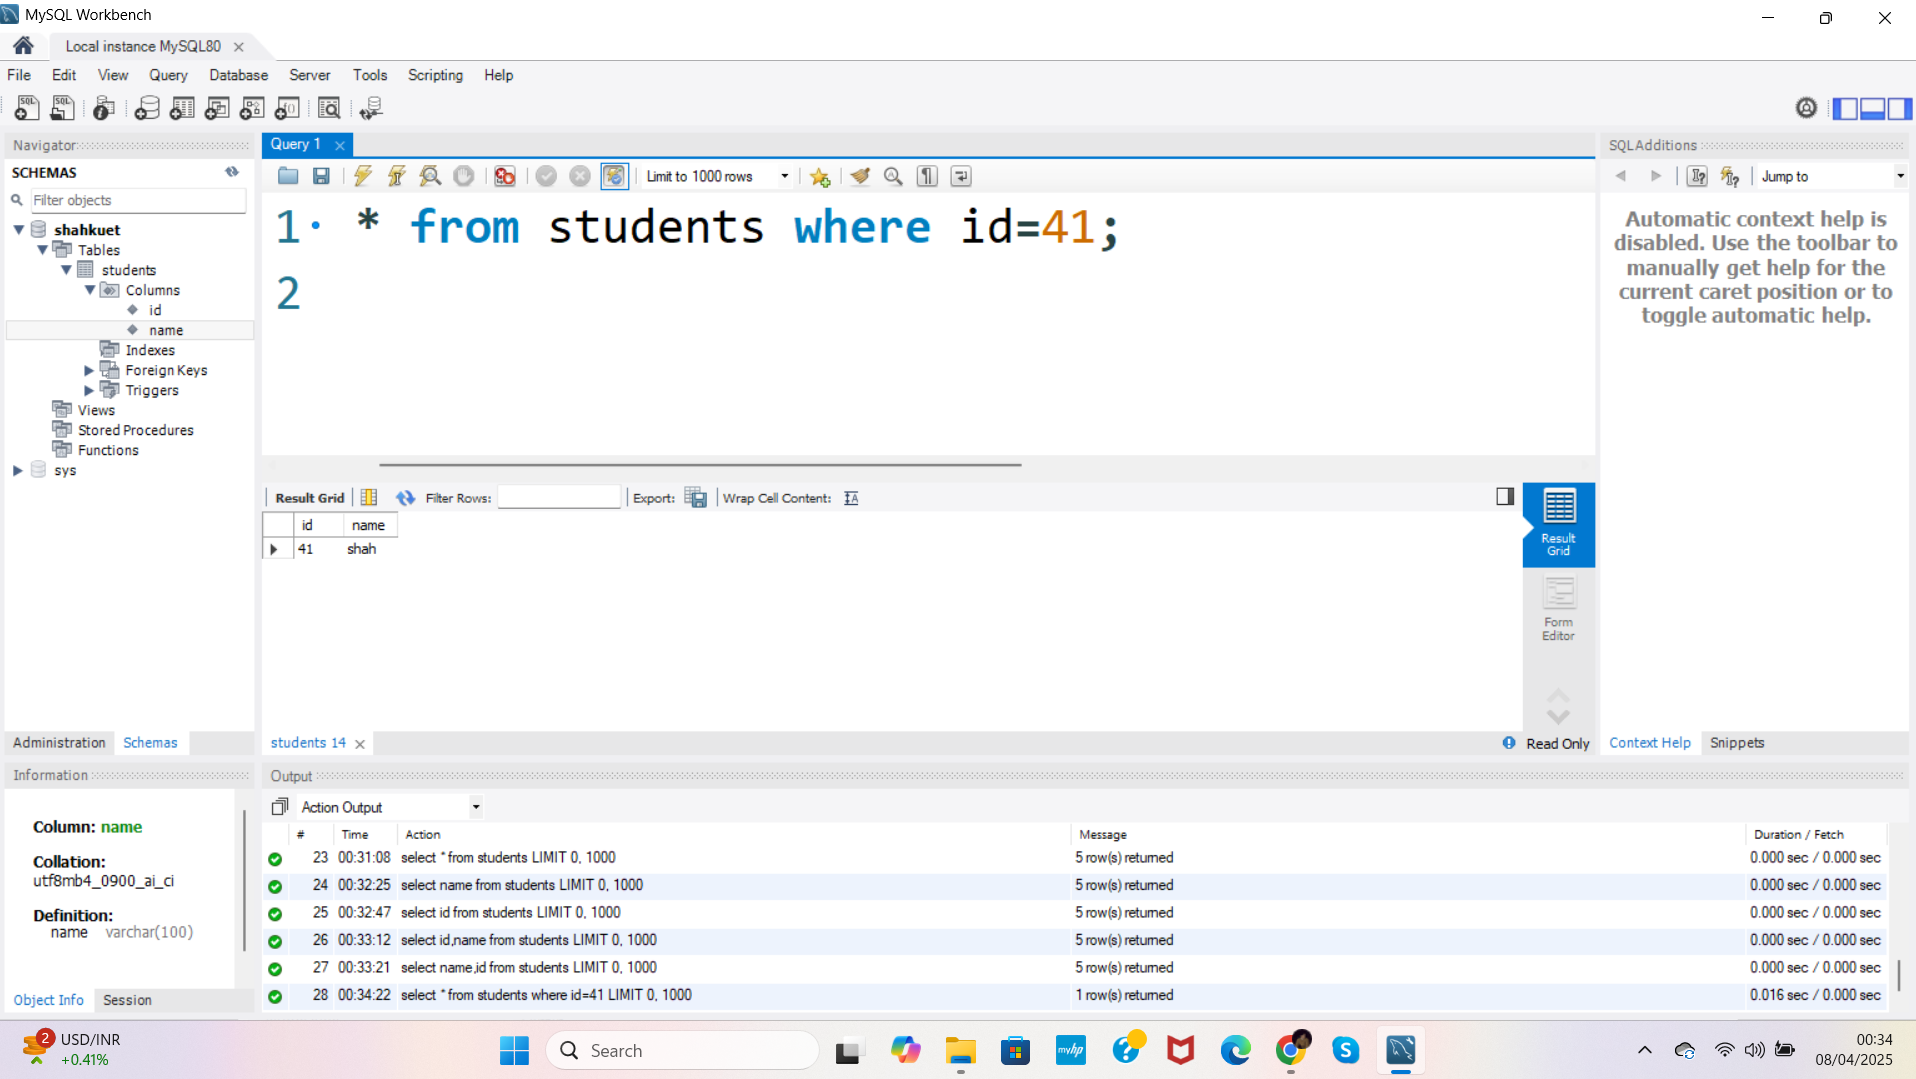 MySQL Workbench
Local instance MySQL80
File Edit View Query Database Server Tools Scripting Help
Navigator
SCHEMAS
Filter objects
shahkuet
Tables
students
Columns
id
name
Indexes
Foreign Keys
Triggers
Views
Stored Procedures
Functions
sys
Administration Schemas
Information
Column: name
Collation:
utf8mb4_0900_ai_ci
Definition:
name varchar(100)
Object Info Session
Query 1
Limit to 1000 rows
1 * from students where id=41;
2
Result Grid Filter Rows: Export: Wrap Cell Content:
id name
41 shah
Result
Grid
Form
Editor
students 14
Read Only
SQLAdditions
Jump to
Automatic context help is
disabled. Use the toolbar to
manually get help for the
current caret position or to
toggle automatic help.
Context Help Snippets
Output
Action Output
# Time Action Message Duration / Fetch
23 00:31:08 select * from students LIMIT 0, 1000 5 row(s) returned 0.000 sec / 0.000 sec
24 00:32:25 select name from students LIMIT 0, 1000 5 row(s) returned 0.000 sec / 0.000 sec
25 00:32:47 select id from students LIMIT 0, 1000 5 row(s) returned 0.000 sec / 0.000 sec
26 00:33:12 select id,name from students LIMIT 0, 1000 5 row(s) returned 0.000 sec / 0.000 sec
27 00:33:21 select name,id from students LIMIT 0, 1000 5 row(s) returned 0.000 sec / 0.000 sec
28 00:34:22 select * from students where id=41 LIMIT 0, 1000 1 row(s) returned 0.016 sec / 0.000 sec
2
USD/INR
+0.41%
Search
myhp
00:34
08/04/2025